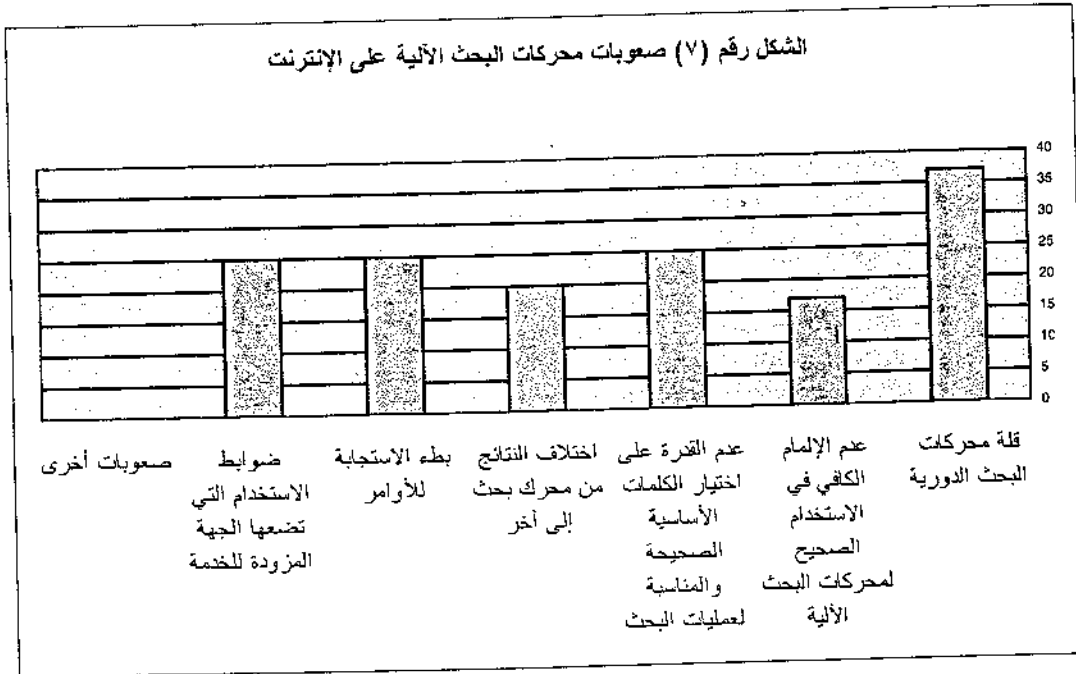 الشكل رقم (٧) صعوبات محركات البحث الآلية على الإنترنت
40
35
30
25
20
15
10
5
0
قلة محركات
البحث الدورية
عدم الإلمام
الكافي في
الاستخدام
الصحيح
لمحركات البحث
الآلية
عدم القدرة على
اختيار الكلمات
الأساسية
الصحيحة
والمناسبة
لعمليات البحث
اختلاف النتائج
من محرك بحث
إلى آخر
بطء الاستجابة
للأوامر
ضوابط
الاستخدام التي
تضعها الجهة
المزودة للخدمة
صعوبات أخرى